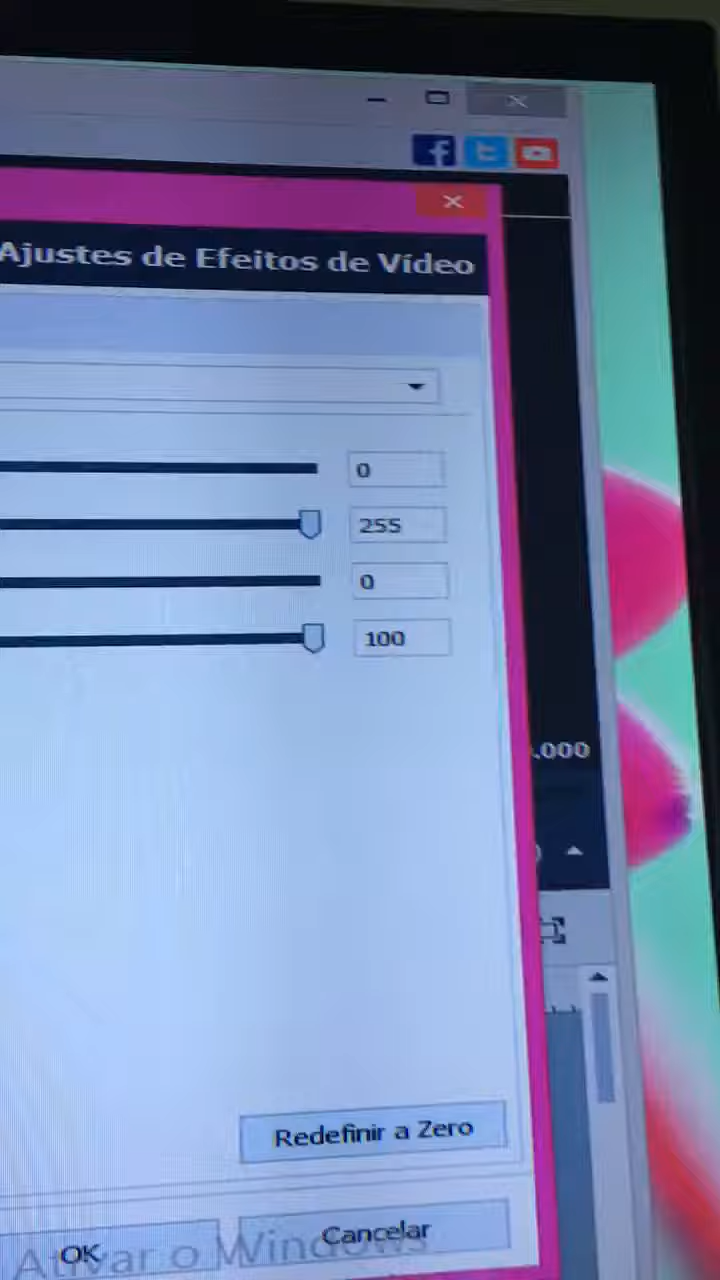 Ajustes de Efeitos de Vídeo
0
255
0
100
.000
Redefinir a Zero
OK
Cancelar
Ativar o Windows